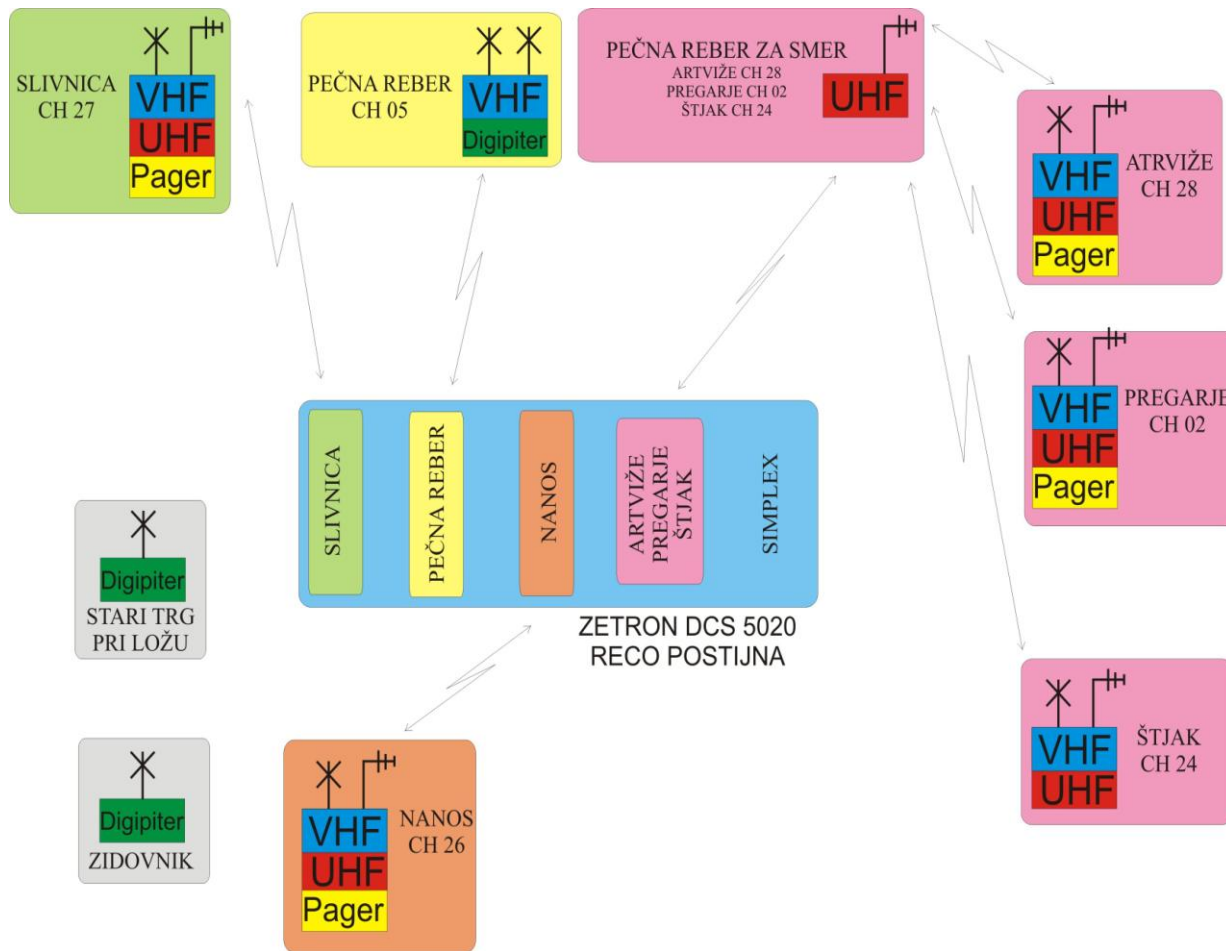 SLIVNICA
CH 27
VHF
UHF
Pager
PEČNA REBER
CH 05
VHF
Digipiter
PEČNA REBER ZA SMER
ARTVIŽE CH 28
PREGARJE CH 02
ŠTJAK CH 24
UHF
ATRVIŽE
CH 28
VHF
UHF
Pager
PREGARJE
CH 02
VHF
UHF
Pager
SLIVNICA
PEČNA REBER
NANOS
ARTVIŽE
PREGARJE
ŠTJAK
SIMPLEX
ZETRON DCS 5020
RECO POSTIJNA
Digipiter
STARI TRG
PRI LOŽU
Digipiter
ZIDOVNIK
NANOS
CH 26
VHF
UHF
Pager
ŠTJAK
CH 24
VHF
UHF